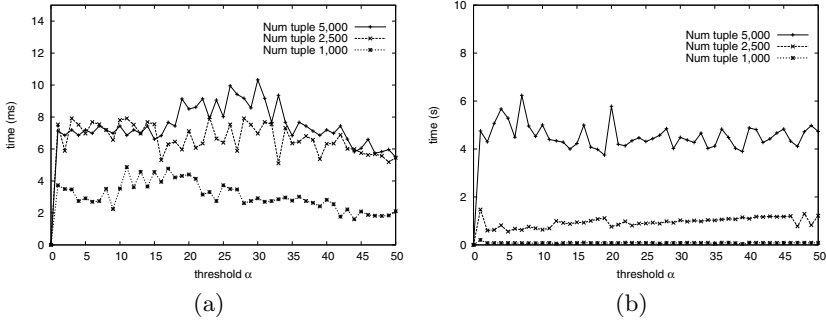 14
12
10
8
6
4
2
0
time (ms)
Num tuple 5,000
Num tuple 2,500
Num tuple 1,000
0 5 10 15 20 25 30 35 40 45 50
threshold α
(a)
10
8
6
4
2
0
time (s)
Num tuple 5,000
Num tuple 2,500
Num tuple 1,000
0 5 10 15 20 25 30 35 40 45 50
threshold α
(b)